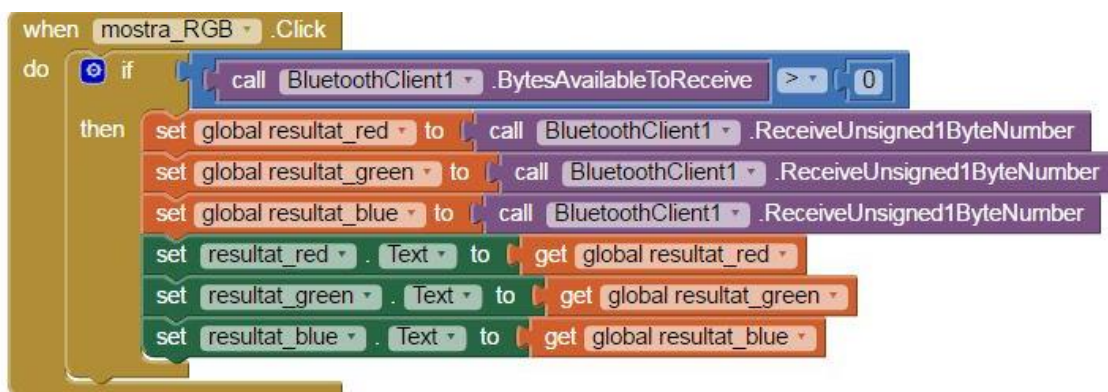 when mostra_RGB .Click
do if call BluetoothClient1 .BytesAvailableToReceive > 0
then set global resultat_red to call BluetoothClient1 .ReceiveUnsigned1ByteNumber
set global resultat_green to call BluetoothClient1 .ReceiveUnsigned1ByteNumber
set global resultat_blue to call BluetoothClient1 .ReceiveUnsigned1ByteNumber
set resultat_red . Text to get global resultat_red
set resultat_green . Text to get global resultat_green
set resultat_blue . Text to get global resultat_blue